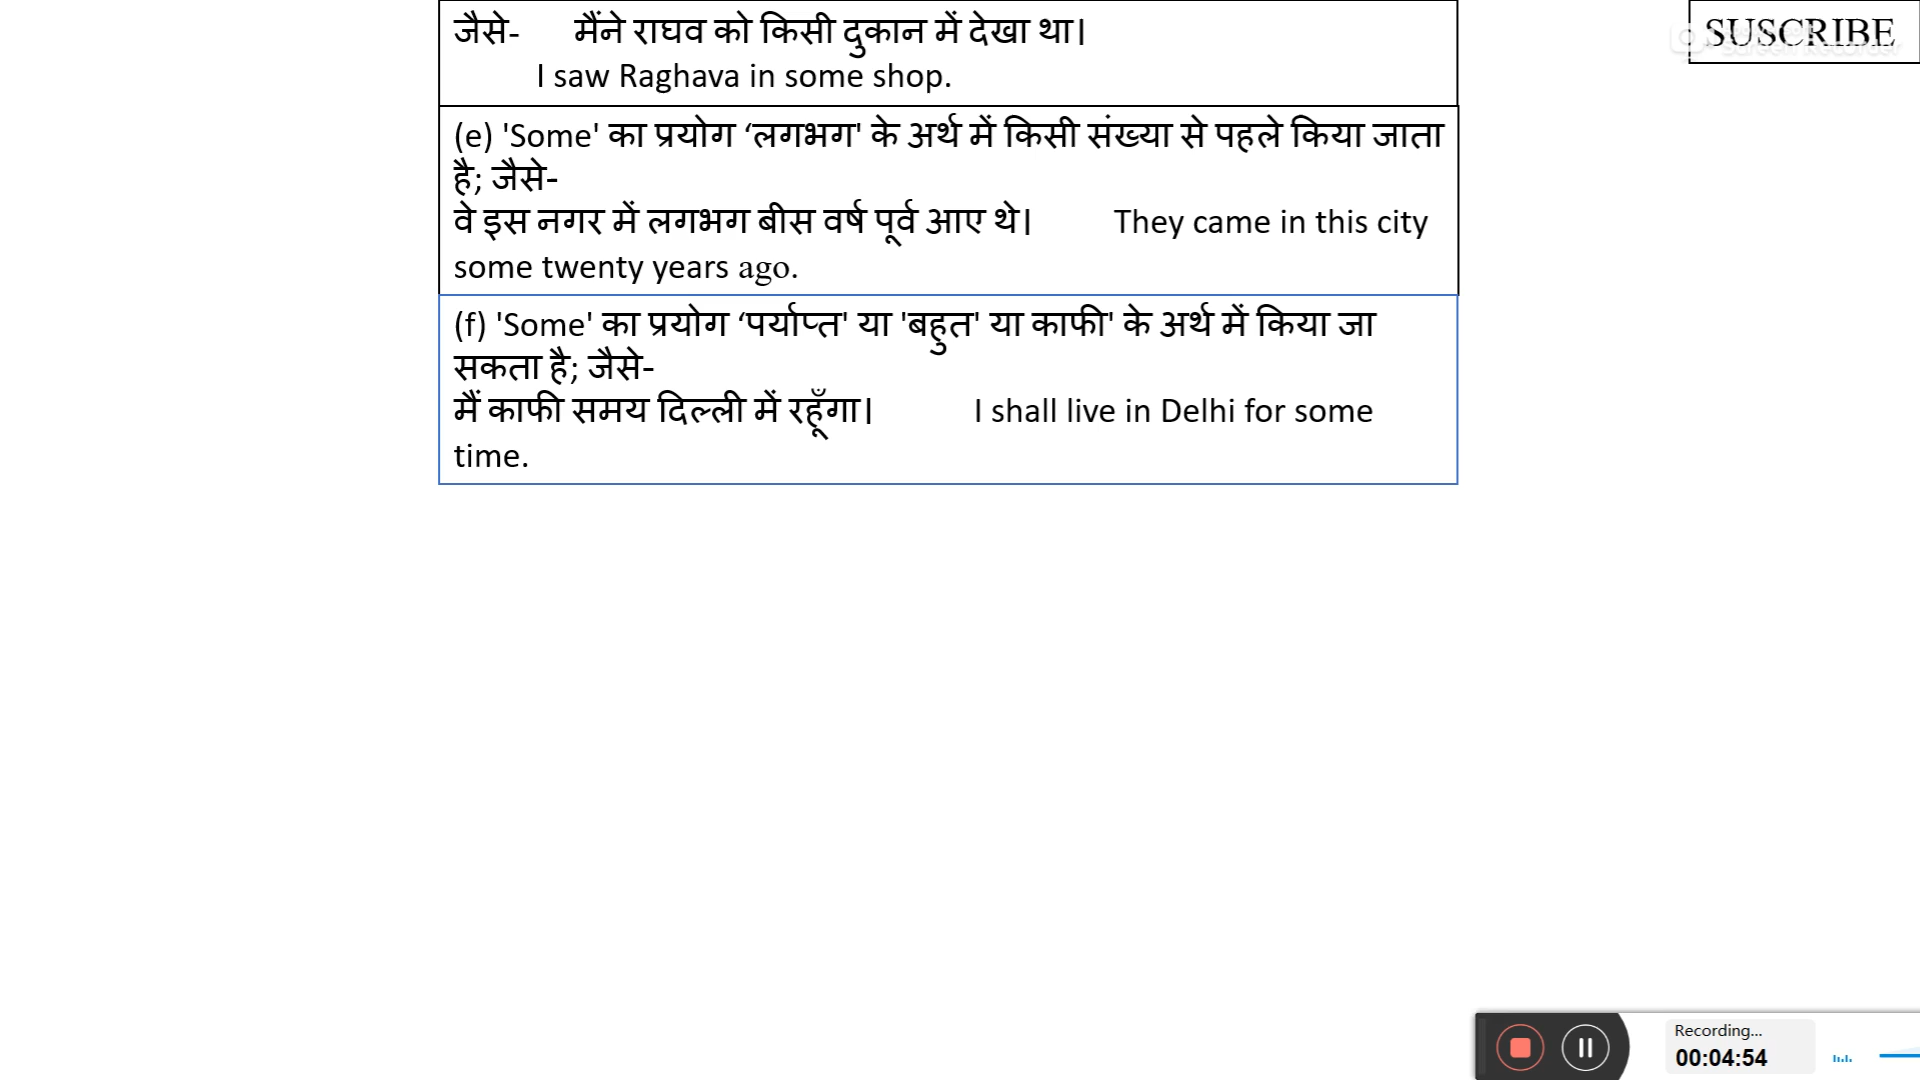 जैसे- मैंने राघव को किसी दुकान में देखा था।
I saw Raghava in some shop.
SUSCRIBE
(e) 'Some' का प्रयोग ‘लगभग' के अर्थ में किसी संख्या से पहले किया जाता
है; जैसे-
वे इस नगर में लगभग बीस वर्ष पूर्व आए थे। They came in this city
some twenty years ago.
(f) 'Some' का प्रयोग ‘पर्याप्त' या 'बहुत' या काफी' के अर्थ में किया जा
सकता है; जैसे-
मैं काफी समय दिल्ली में रहूँगा। I shall live in Delhi for some
time.
Recording...
00:04:54